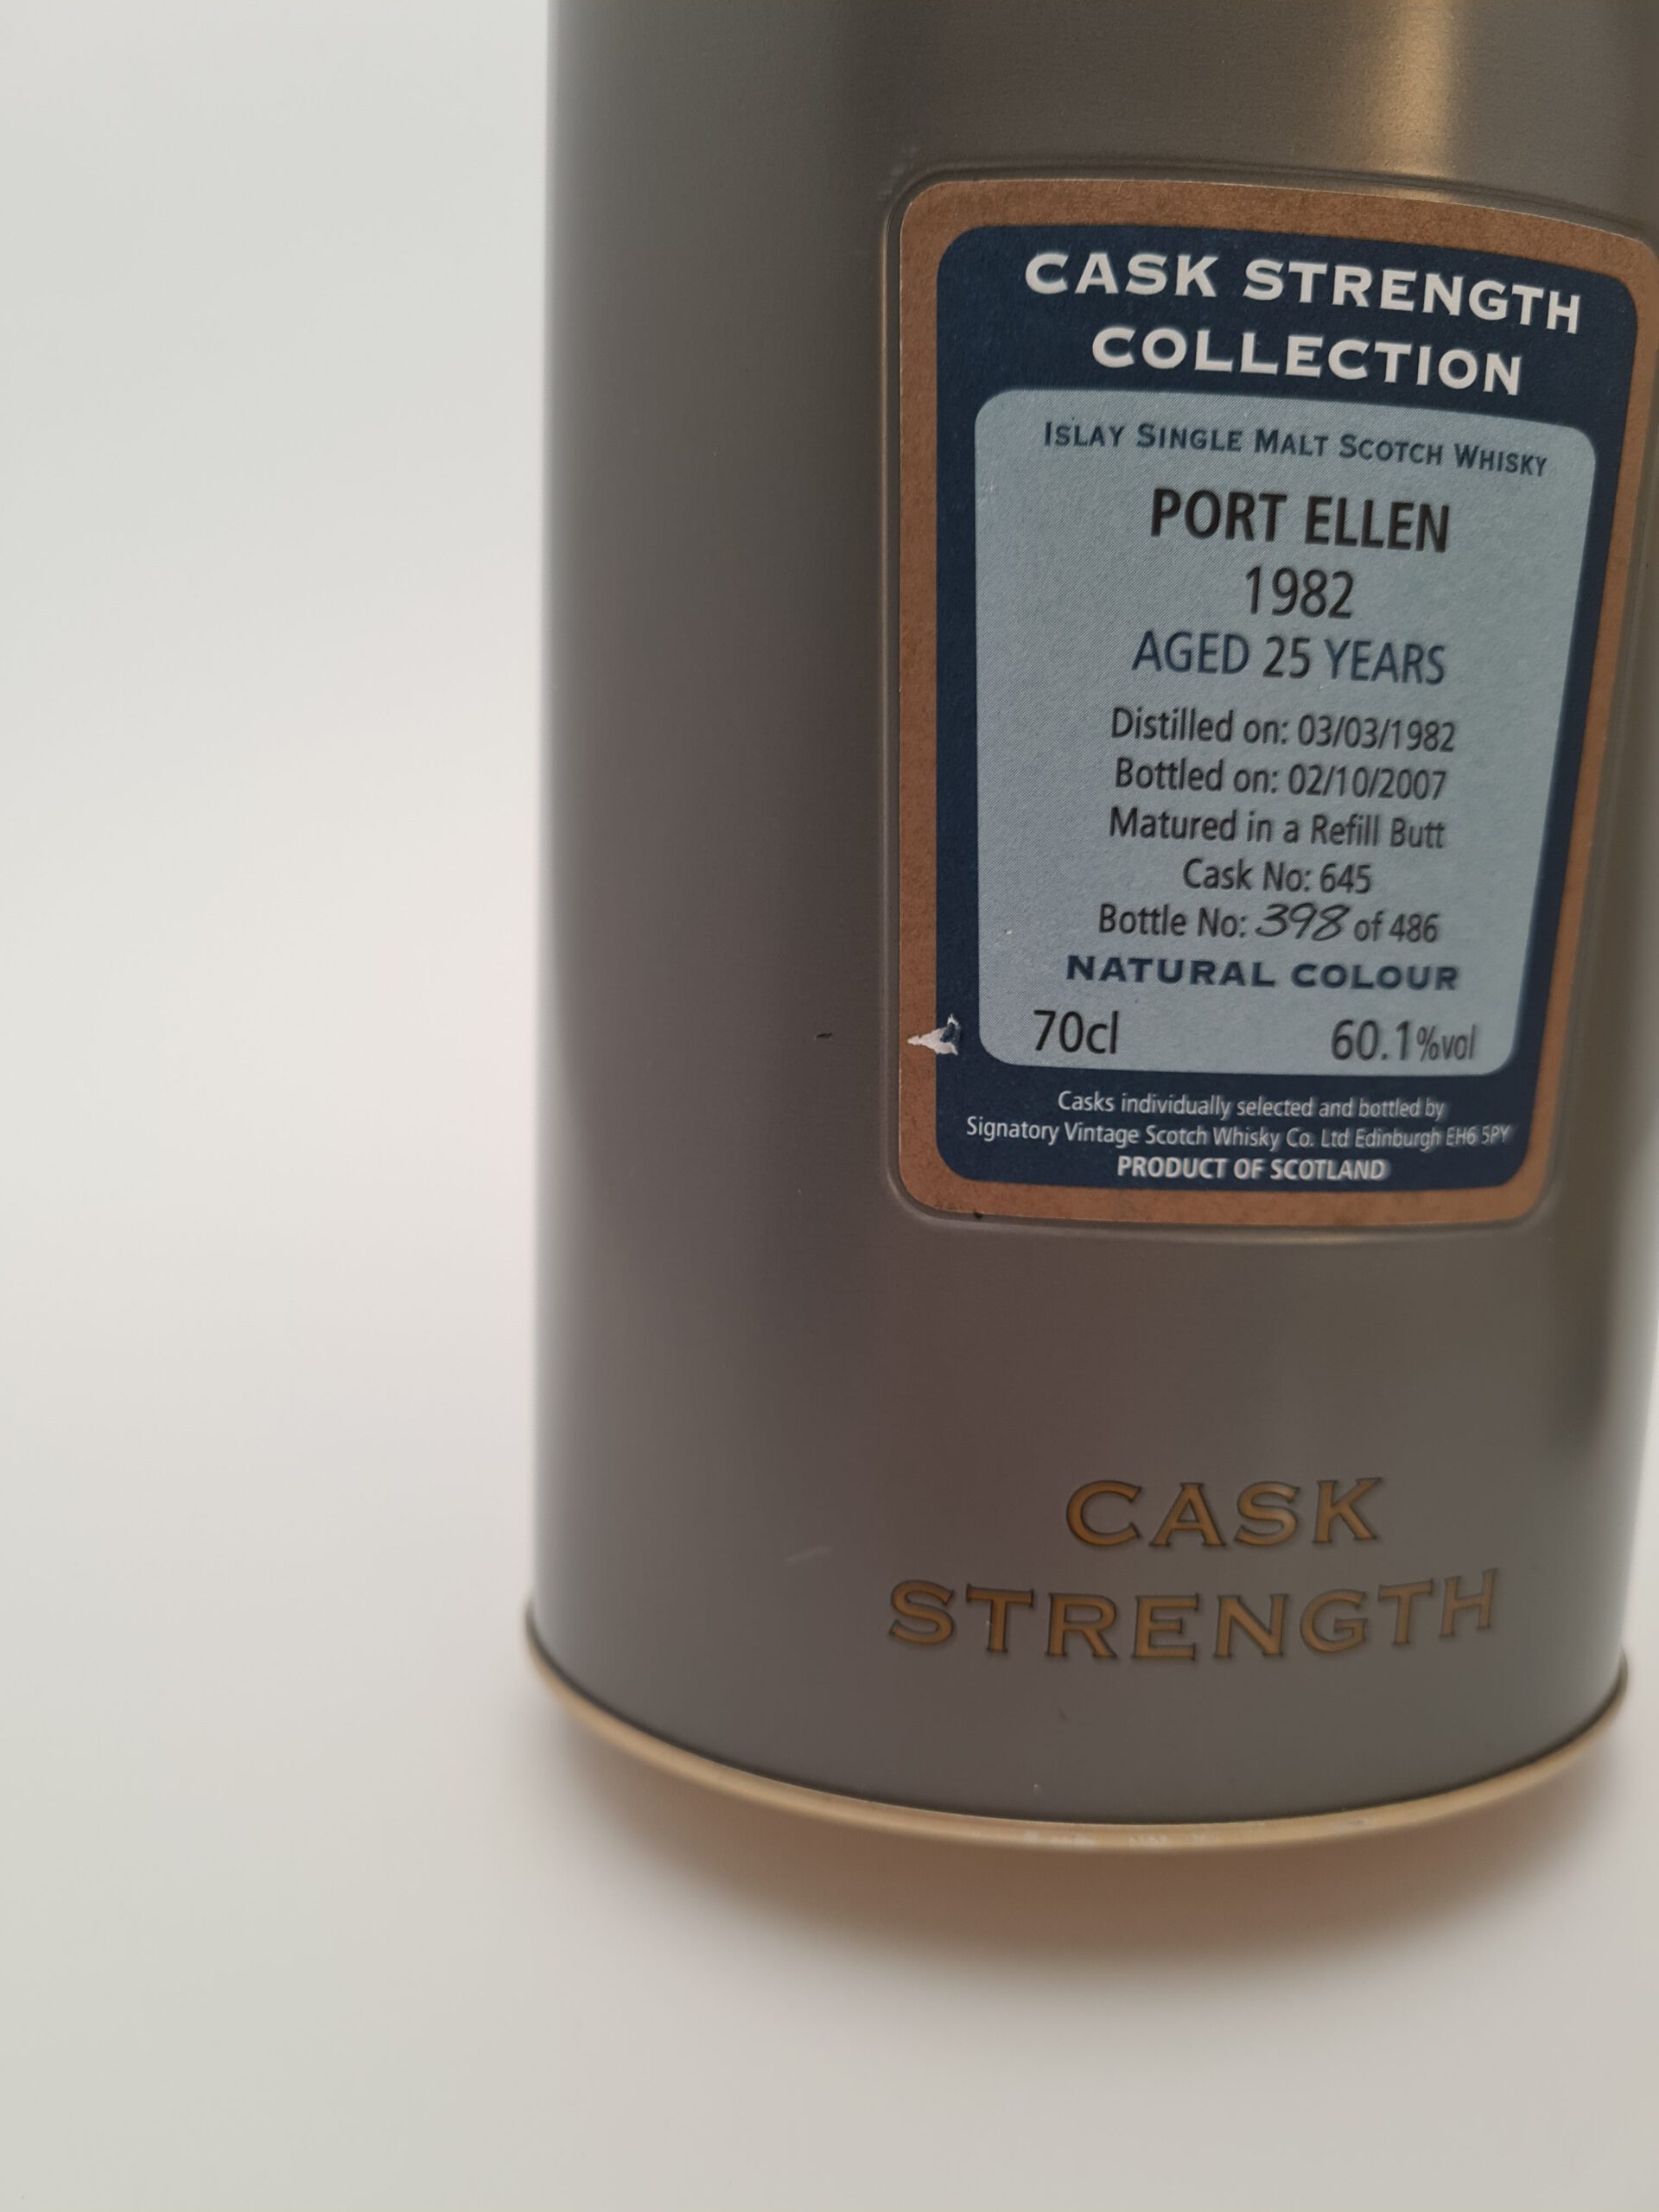 CASK STRENGTH
COLLECTION
ISLAY SINGLE MALT SCOTCH WHISKY
PORT ELLEN
1982
AGED 25 YEARS
Distilled on: 03/03/1982
Bottled on: 02/10/2007
Matured in a Refill Butt
Cask No: 645
Bottle No: 398 of 486
NATURAL COLOUR
70cl 60.1%vol
Casks individually selected and bottled by
Signatory Vintage Scotch Whisky Co. Ltd Edinburgh EH6 5PY
PRODUCT OF SCOTLAND
CASK
STRENGTH